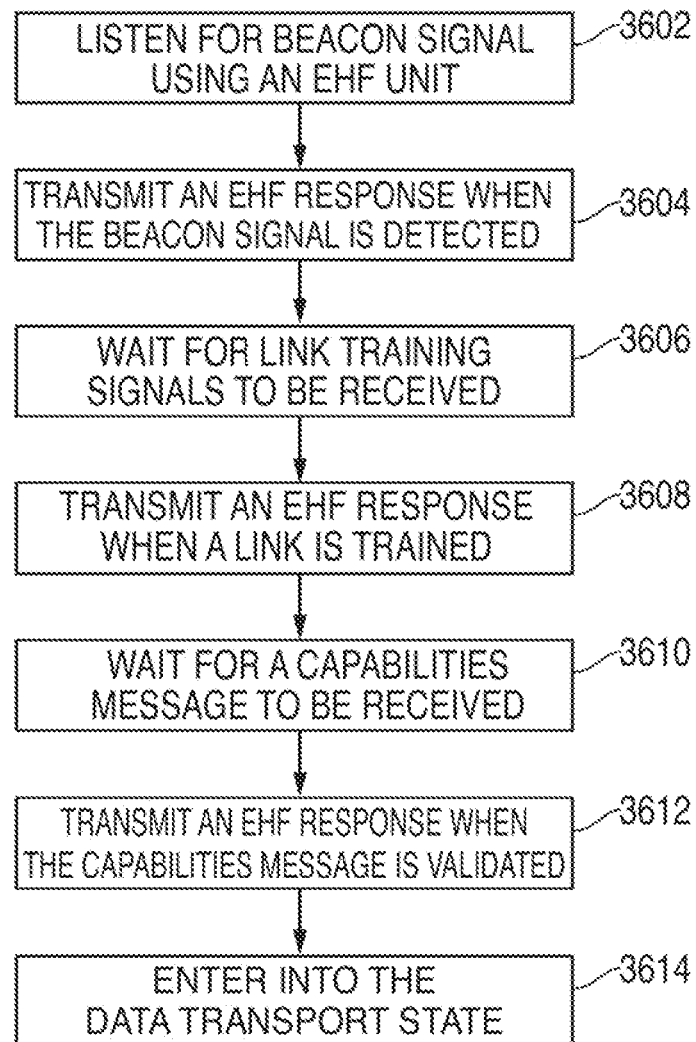 LISTEN FOR BEACON SIGNAL
USING AN EHF UNIT
3602
TRANSMIT AN EHF RESPONSE WHEN
THE BEACON SIGNAL IS DETECTED
3604
WAIT FOR LINK TRAINING
SIGNALS TO BE RECEIVED
3606
TRANSMIT AN EHF RESPONSE
WHEN A LINK IS TRAINED
3608
WAIT FOR A CAPABILITIES
MESSAGE TO BE RECEIVED
3610
TRANSMIT AN EHF RESPONSE WHEN
THE CAPABILITIES MESSAGE IS VALIDATED
3612
ENTER INTO THE
DATA TRANSPORT STATE
3614